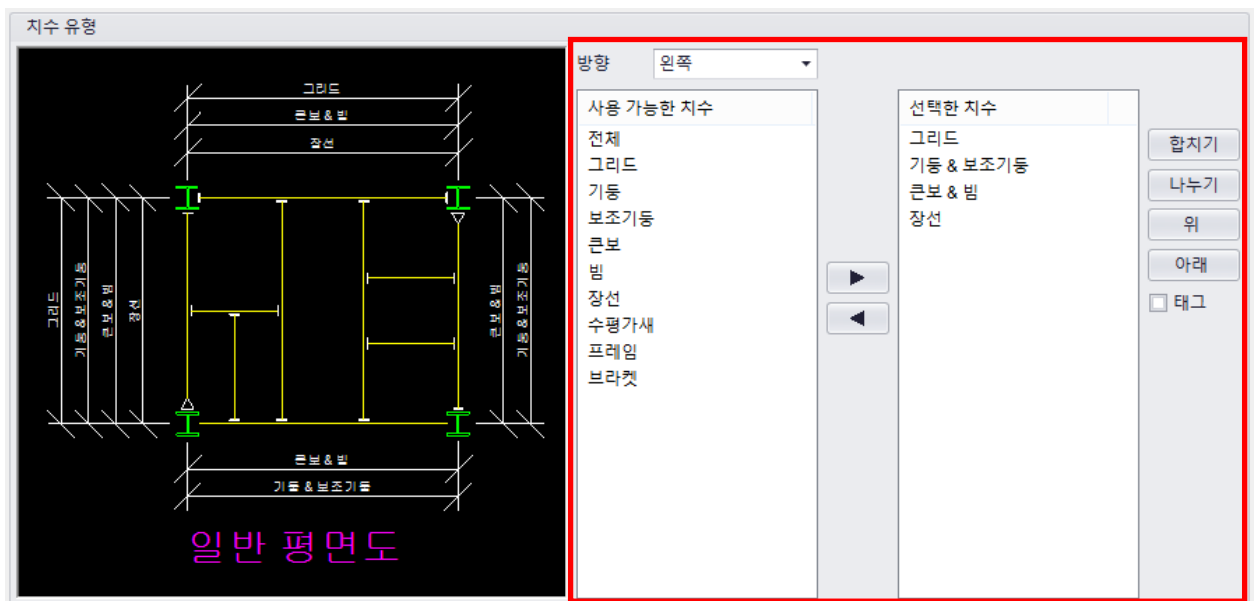 치수 유형
그리드
큰보 & 빔
장선
그리드
기둥 & 보조기둥
큰보 & 빔
장선
큰보 & 빔
기둥 & 보조기둥
큰보 & 빔
기둥 & 보조기둥
일반 평면도
방향
왼쪽
사용 가능한 치수
전체
그리드
기둥
보조기둥
큰보
빔
장선
수평가새
프레임
브라켓
선택한 치수
그리드
기둥 & 보조기둥
큰보 & 빔
장선
합치기
나누기
위
아래
태그